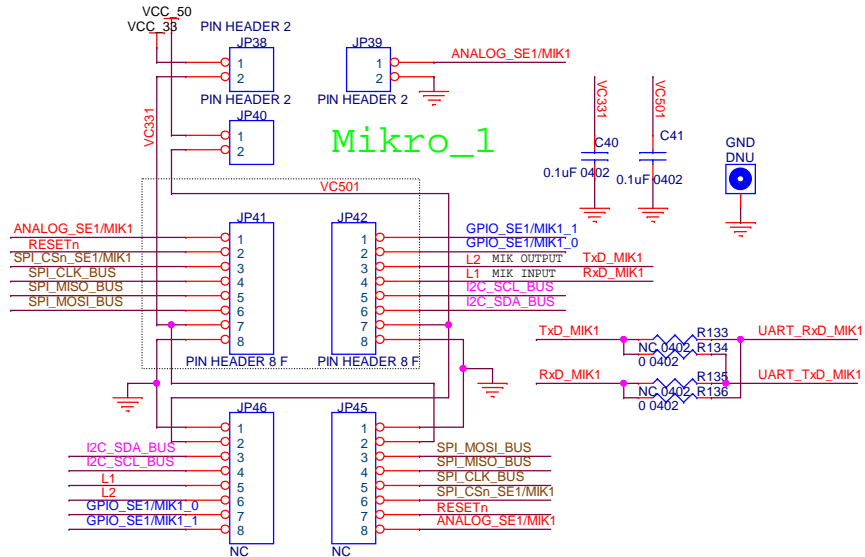 VCC_50
VCC_33
PIN HEADER 2
JP38
1
2
PIN HEADER 2
JP39
1
2
PIN HEADER 2
ANALOG_SE1/MIK1
JP40
1
2
VC331
Mikro_1
VC331
C40
0.1uF 0402
VC501
C41
0.1uF 0402
GND
DNU
VC501
ANALOG_SE1/MIK1
RESETn
SPI_CSn_SE1/MIK1
SPI_CLK_BUS
SPI_MISO_BUS
SPI_MOSI_BUS
JP41
1
2
3
4
5
6
7
8
PIN HEADER 8 F
JP42
1
2
3
4
5
6
7
8
PIN HEADER 8 F
GPIO_SE1/MIK1_1
GPIO_SE1/MIK1_0
L2 MIK OUTPUT TxD_MIK1
L1 MIK INPUT RxD_MIK1
I2C_SCL_BUS
I2C_SDA_BUS
TxD_MIK1 R133 UART_RxD_MIK1
NC 0402 R134
0 0402
RxD_MIK1 R135 UART_TxD_MIK1
NC 0402 R136
0 0402
JP46
1
2
3
4
5
6
7
8
NC
I2C_SDA_BUS
I2C_SCL_BUS
L1
L2
GPIO_SE1/MIK1_0
GPIO_SE1/MIK1_1
JP45
1
2
3
4
5
6
7
8
NC
SPI_MOSI_BUS
SPI_MISO_BUS
SPI_CLK_BUS
SPI_CSn_SE1/MIK1
RESETn
ANALOG_SE1/MIK1